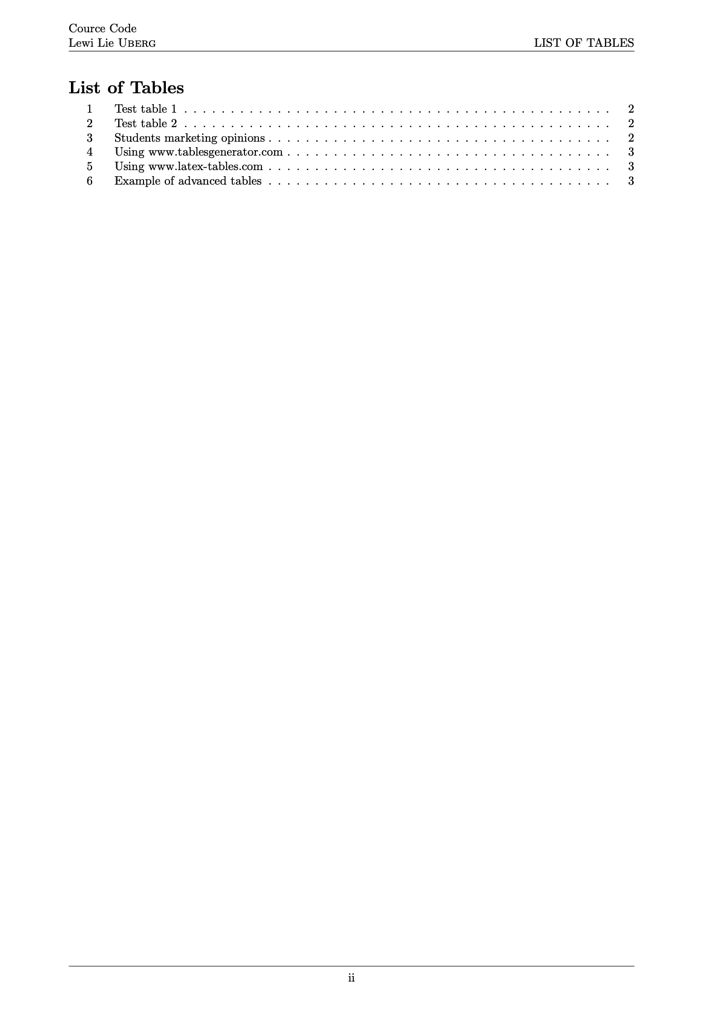 Cource Code
Lewi Lie UBERG LIST OF TABLES
List of Tables
1 Test table 1 . . . . . . . . . . . . . . . . . . . . . . . . . . . . . . . . . . . . . . . . . . . . . . 2
2 Test table 2 . . . . . . . . . . . . . . . . . . . . . . . . . . . . . . . . . . . . . . . . . . . . . . 2
3 Students marketing opinions . . . . . . . . . . . . . . . . . . . . . . . . . . . . . . . . . . . . . 2
4 Using www.tablesgenerator.com . . . . . . . . . . . . . . . . . . . . . . . . . . . . . . . . . . . 3
5 Using www.latex-tables.com . . . . . . . . . . . . . . . . . . . . . . . . . . . . . . . . . . . . . 3
6 Example of advanced tables . . . . . . . . . . . . . . . . . . . . . . . . . . . . . . . . . . . . . 3
ii